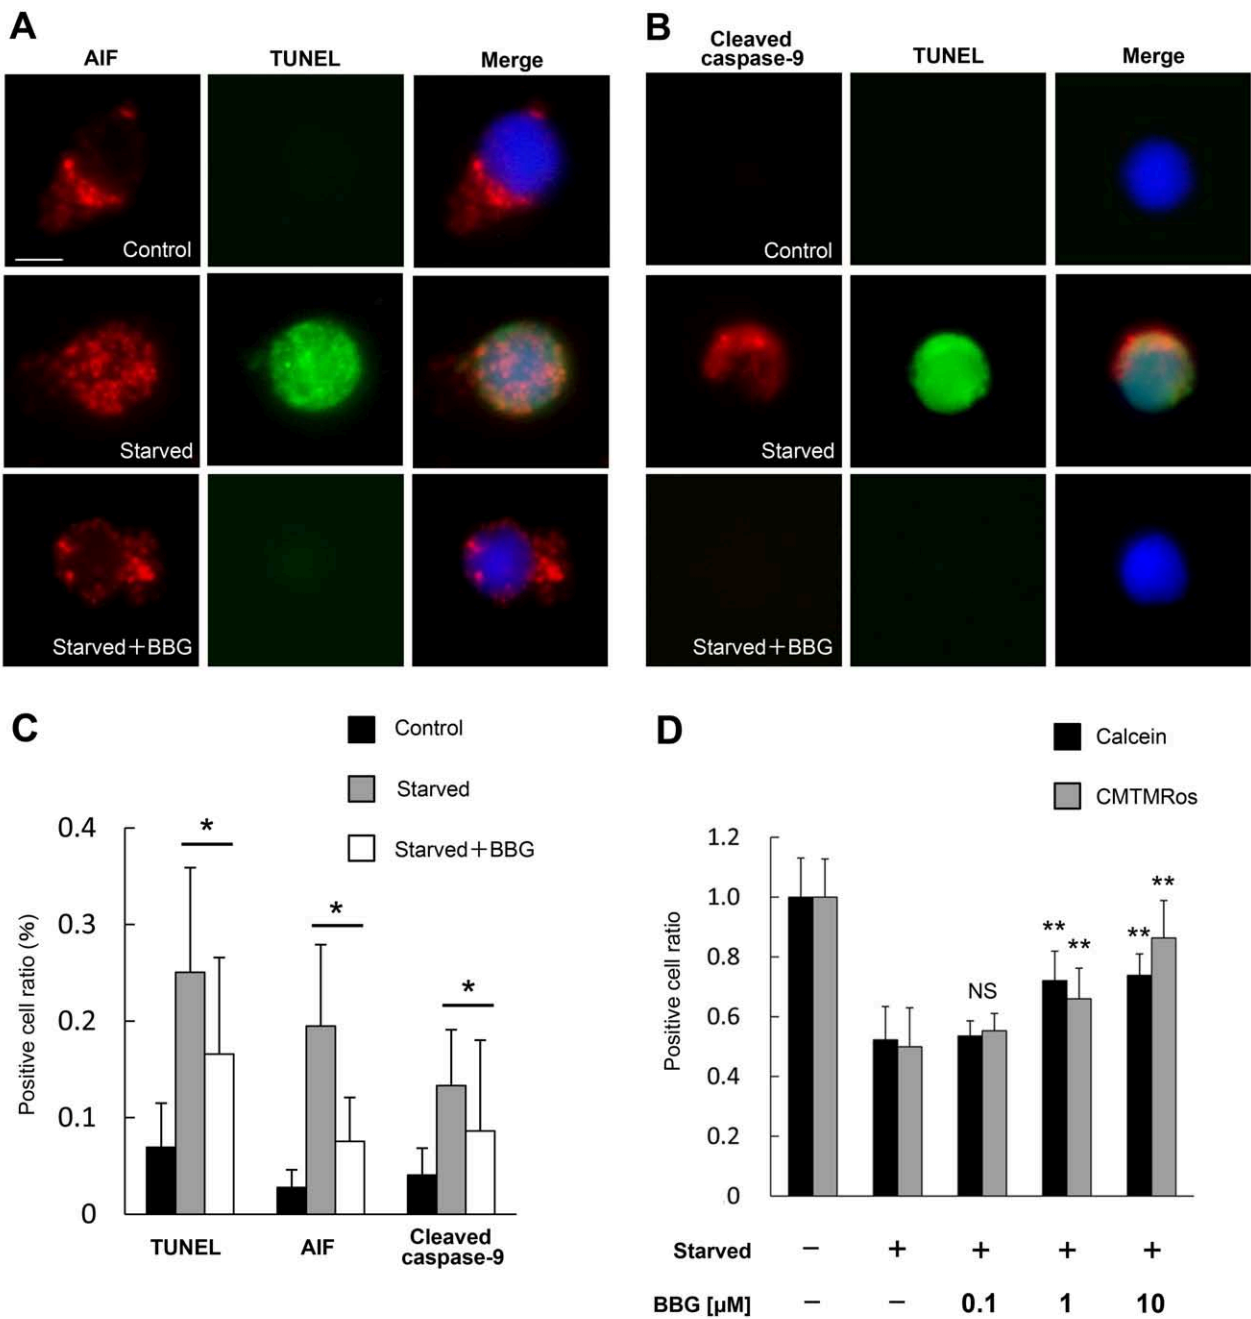 A
AIF
TUNEL
Merge
Control
Starved
Starved+BBG
B
Cleaved
caspase-9
TUNEL
Merge
Control
Starved
Starved+BBG
C
Control
Starved
Starved+BBG
Positive cell ratio (%)
0.4
0.3
0.2
0.1
0
*
*
*
TUNEL
AIF
Cleaved
caspase-9
D
Calcein
CMTMRos
Positive cell ratio
1.2
1.0
0.8
0.6
0.4
0.2
0
NS
**
**
**
**
Starved − + + + +
BBG [µM] − − 0.1 1 10